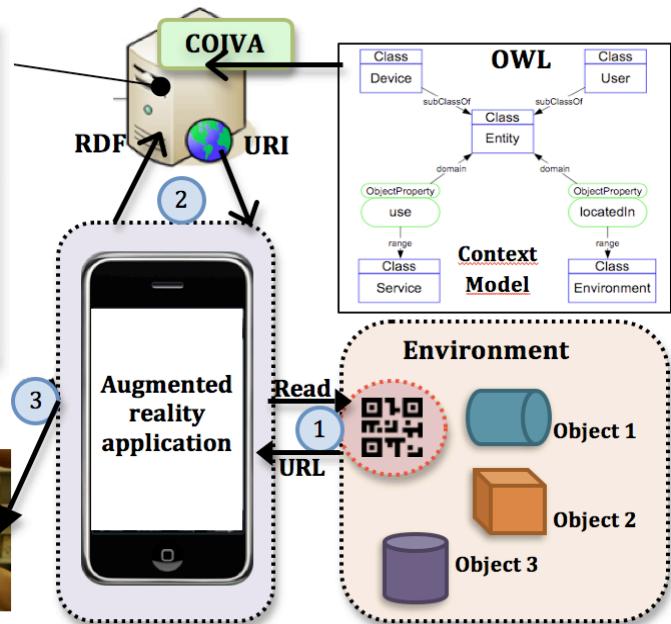 COIVA
RDF
URI
2
OWL
Class
Device
Class
User
subClassOf
subClassOf
Class
Entity
domain
domain
ObjectProperty
use
ObjectProperty
locatedIn
range
range
Class
Service
Context
Model
Class
Environment
3
Augmented
reality
application
Read
1
URL
Environment
Object 1
Object 2
Object 3